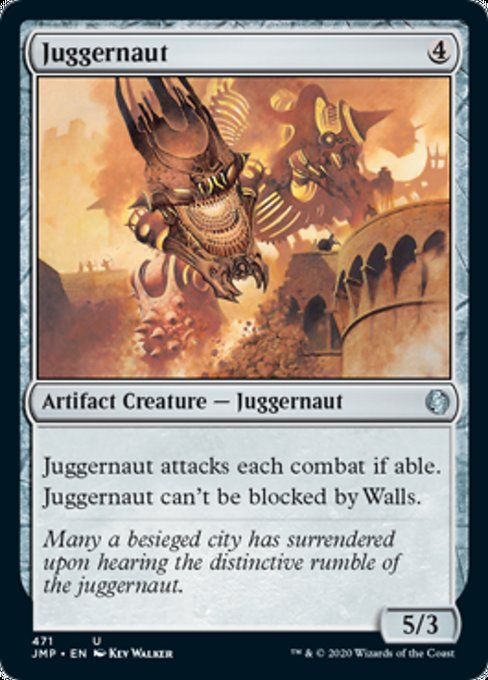 Juggernaut 4
Artifact Creature — Juggernaut
Juggernaut attacks each combat if able.
Juggernaut can't be blocked by Walls.
Many a besieged city has surrendered
upon hearing the distinctive rumble of
the juggernaut.
5/3
471 U
JMP • EN Kev Walker
™ & © 2020 Wizards of the Coast